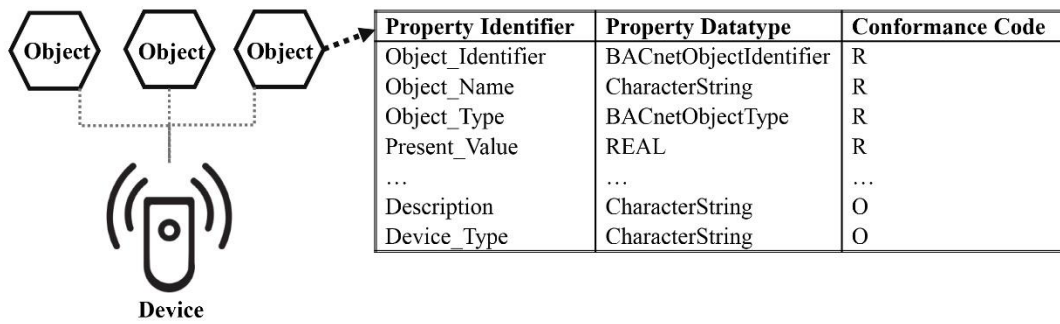 Object Object Object
Device
Property Identifier Property Datatype Conformance Code
Object_Identifier BACnetObjectIdentifier R
Object_Name CharacterString R
Object_Type BACnetObjectType R
Present_Value REAL R
… … …
Description CharacterString O
Device_Type CharacterString O